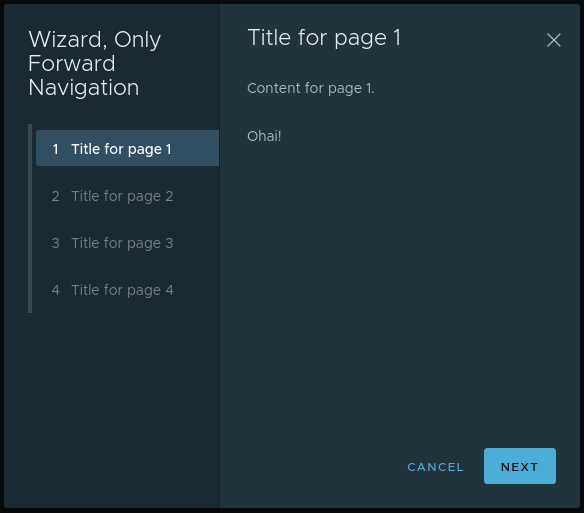 Wizard, Only
Forward
Navigation
1 Title for page 1
2 Title for page 2
3 Title for page 3
4 Title for page 4
Title for page 1
Content for page 1.
Ohai!
CANCEL
NEXT